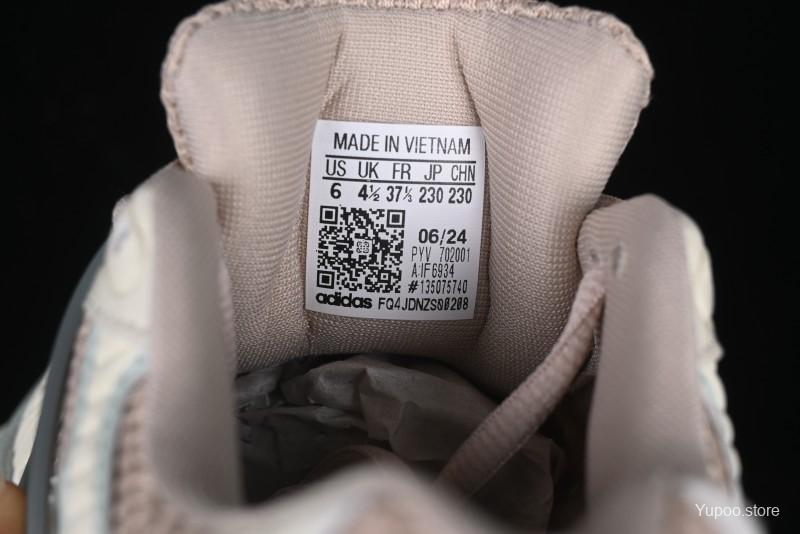 MADE IN VIETNAM
US UK FR JP CHN
6 4½ 37⅓ 230 230
06/24
PYV 702001
A:IF6934
#135075740
adidas FQ4JDNZS00208
Yupoo.store